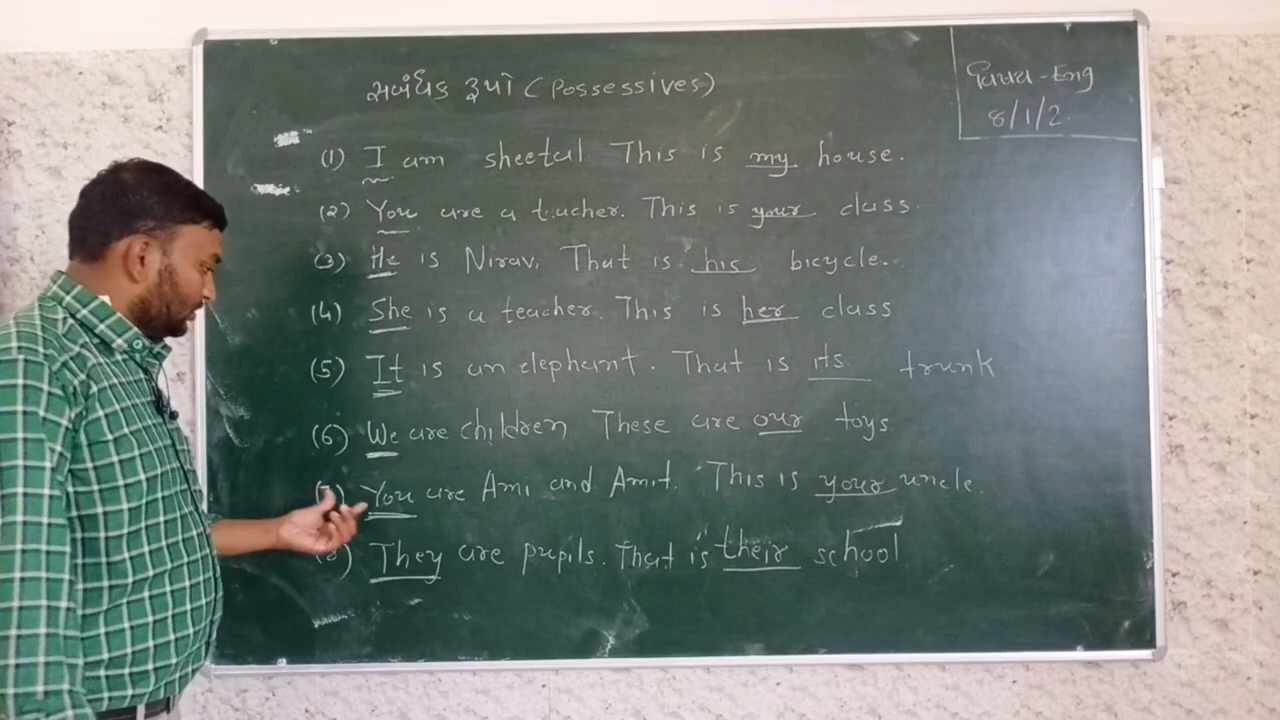 સબંધક રૂપો (Possessives)
વિષય - Eng
8/1/2
(1) I am sheetal. This is my house.
(2) You are a teacher. This is your class.
(3) He is Nirav. That is his bicycle.
(4) She is a teacher. This is her class
(5) It is an elephant. That is its trunk
(6) We are children These are our toys.
(7) You are Ami and Amit. This is your uncle.
(8) They are pupils. That is their school